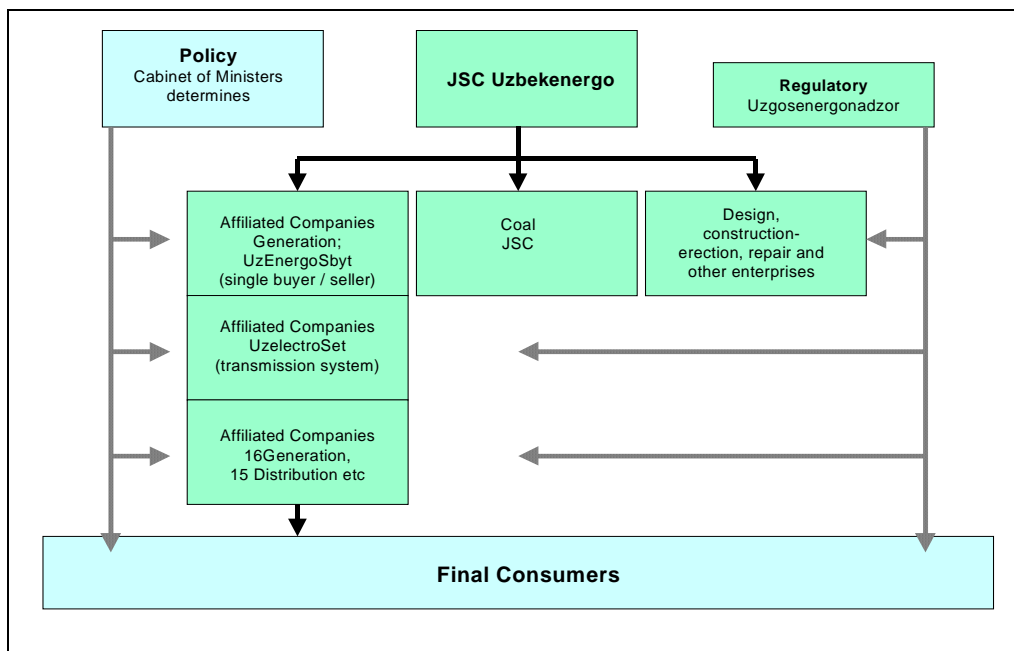 Policy
Cabinet of Ministers
determines
JSC Uzbekenergo
Regulatory
Uzgosenergonadzor
Affiliated Companies
Generation;
UzEnergoSbyt
(single buyer / seller)
Coal
JSC
Design,
construction-
erection, repair and
other enterprises
Affiliated Companies
UzelectroSet
(transmission system)
Affiliated Companies
16Generation,
15 Distribution etc
Final Consumers